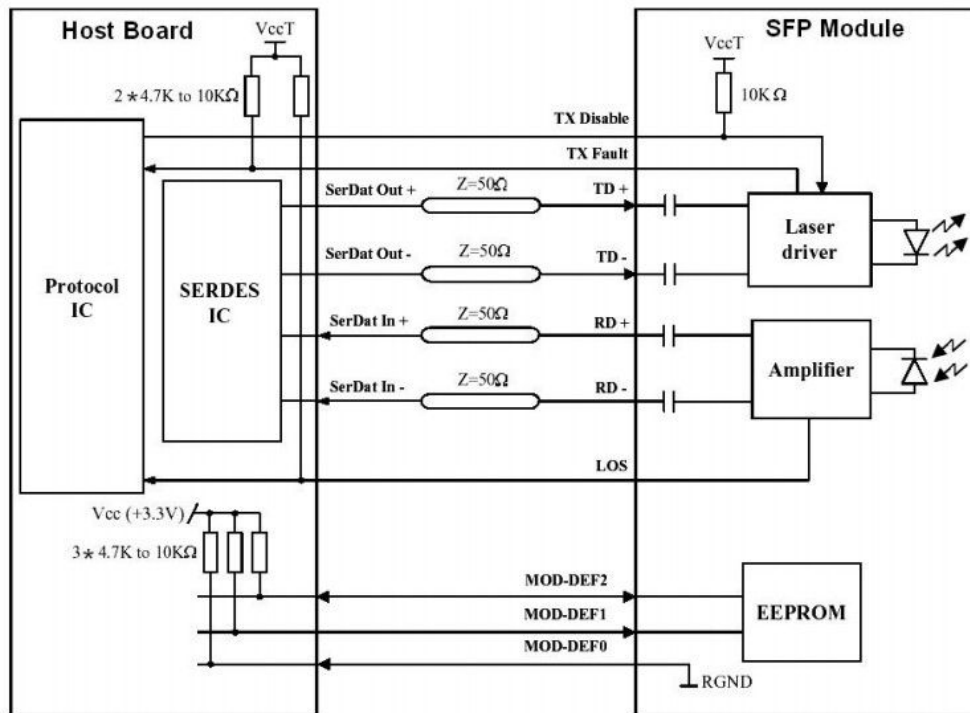 Host Board
SFP Module
VccT
VccT
2*4.7K to 10KΩ
10KΩ
TX Disable
TX Fault
SerDat Out +
Z=50Ω
TD +
SerDat Out -
Z=50Ω
TD -
Laser
driver
Protocol
IC
SERDES
IC
SerDat In +
Z=50Ω
RD +
SerDat In -
Z=50Ω
RD -
Amplifier
LOS
Vcc (+3.3V)
3*4.7K to 10KΩ
MOD-DEF2
MOD-DEF1
MOD-DEF0
EEPROM
RGND